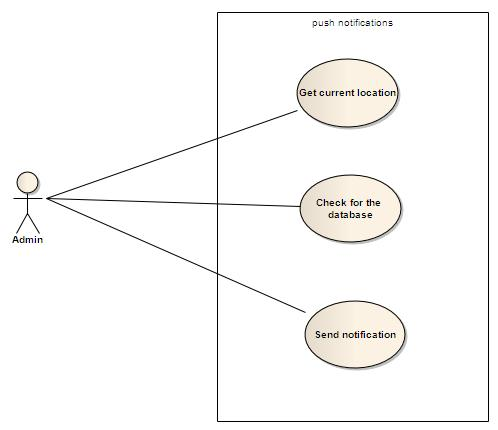 push notifications
Get current location
Check for the
database
Admin
Send notification